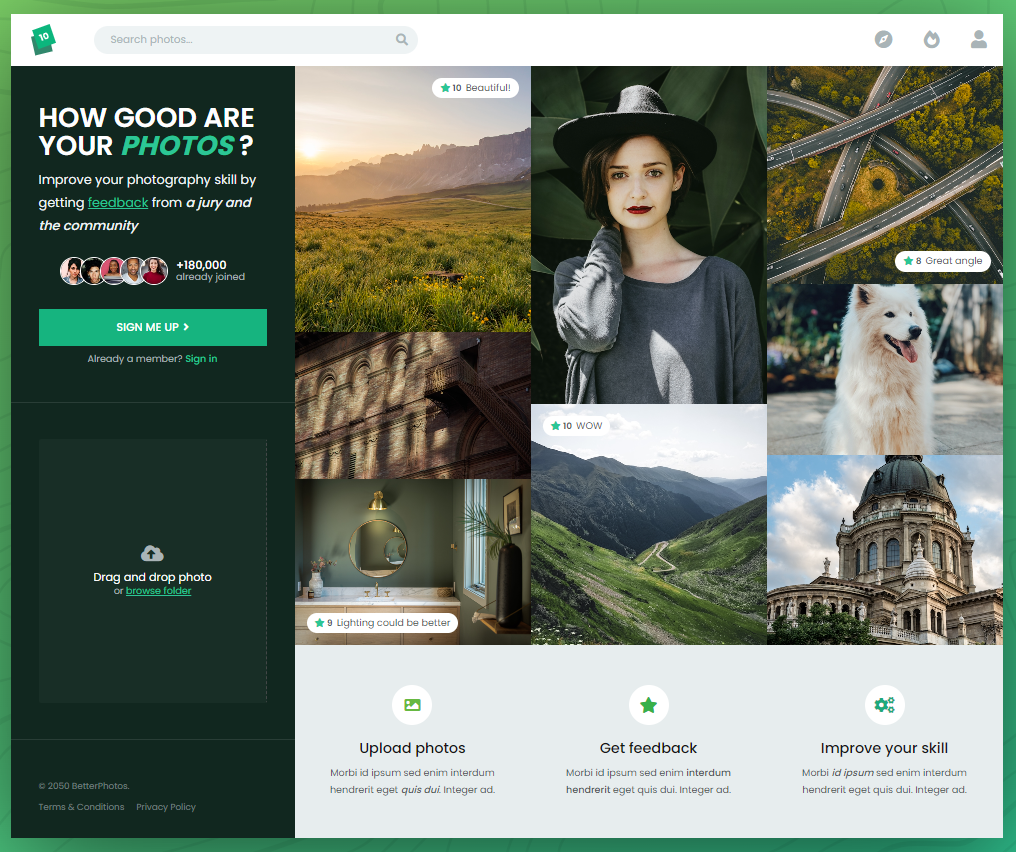 10
Search photos...
HOW GOOD ARE
YOUR PHOTOS ?
Improve your photography skill by
getting feedback from a jury and
the community
+180,000
already joined
SIGN ME UP
Already a member? Sign in
Drag and drop photo
or browse folder
© 2050 BetterPhotos.
Terms & Conditions Privacy Policy
10 Beautiful!
8 Great angle
10 WOW
9 Lighting could be better
Upload photos
Morbi id ipsum sed enim interdum
hendrerit eget quis dui. Integer ad.
Get feedback
Morbi id ipsum sed enim interdum
hendrerit eget quis dui. Integer ad.
Improve your skill
Morbi id ipsum sed enim interdum
hendrerit eget quis dui. Integer ad.